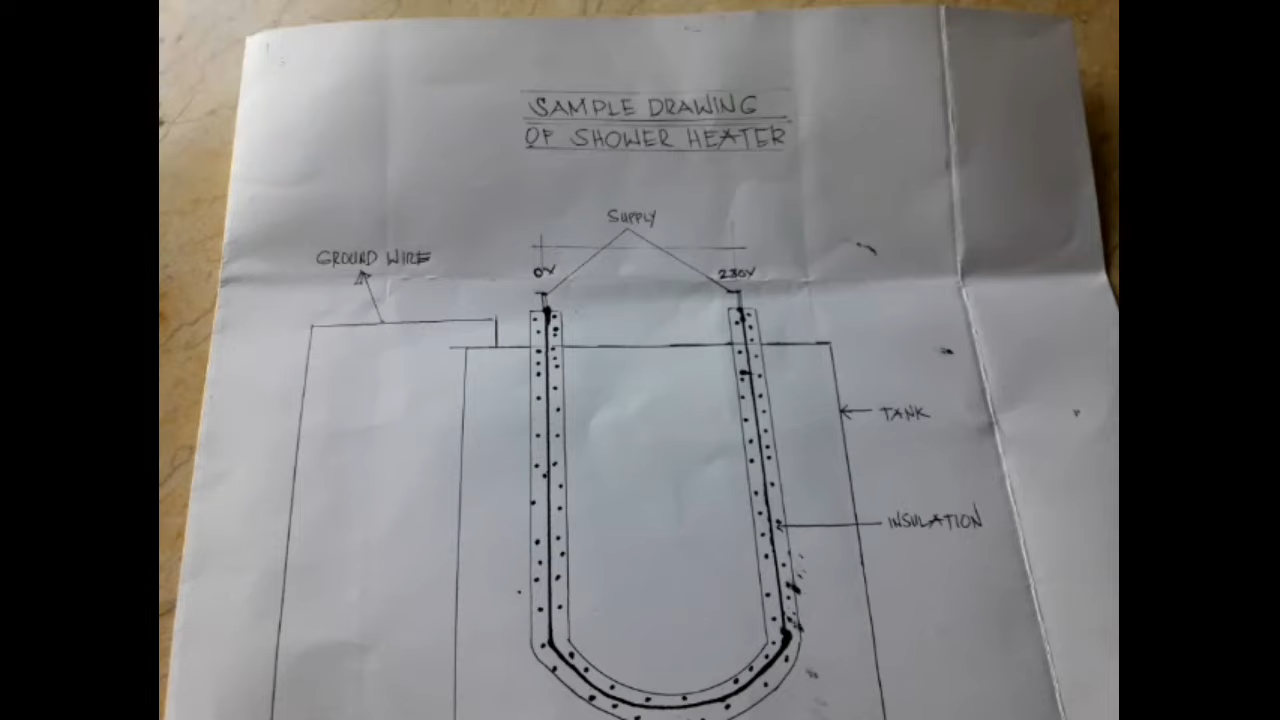 SAMPLE DRAWING
OF SHOWER HEATER
SUPPLY
GROUND WIRE
0V 230V
TANK
INSULATION